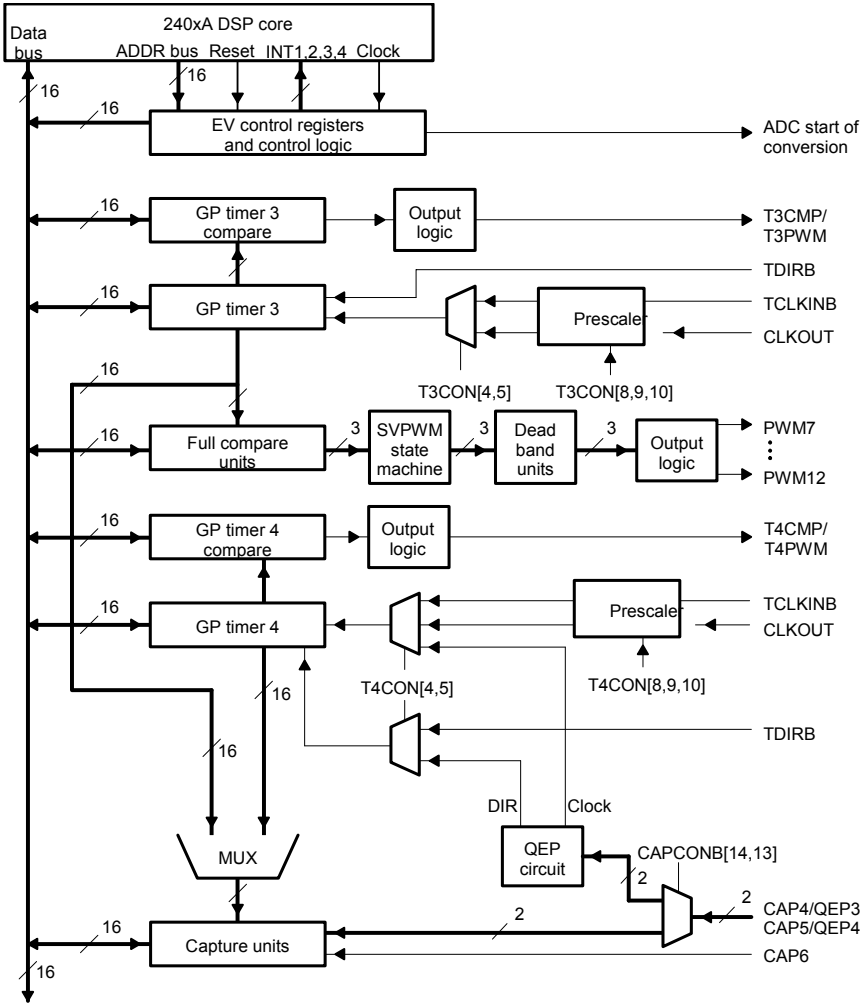 240xA DSP core
Data
bus
ADDR bus Reset INT1,2,3,4 Clock
16
16
16
EV control registers
and control logic
ADC start of
conversion
16
GP timer 3
compare
Output
logic
T3CMP/
T3PWM
TDIRB
16
GP timer 3
Prescaler
TCLKINB
CLKOUT
16
T3CON[4,5]
T3CON[8,9,10]
16
Full compare
units
3
SVPWM
state
machine
3
Dead
band
units
3
Output
logic
PWM7
PWM12
16
GP timer 4
compare
Output
logic
T4CMP/
T4PWM
16
GP timer 4
Prescaler
TCLKINB
CLKOUT
16
T4CON[4,5]
T4CON[8,9,10]
16
TDIRB
DIR
Clock
MUX
QEP
circuit
CAPCONB[14,13]
2
2
CAP4/QEP3
CAP5/QEP4
16
Capture units
2
CAP6
16